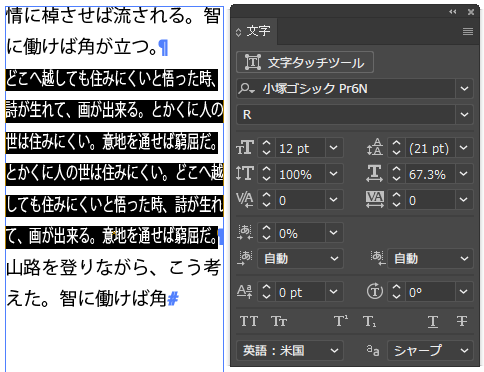 情に棹させば流される。智
に働けば角が立つ。¶
どこへ越しても住みにくいと悟った時、
詩が生れて、画が出来る。とかくに人の
世は住みにくい。意地を通せば窮屈だ。
とかくに人の世は住みにくい。どこへ越
しても住みにくいと悟った時、詩が生れ
て、画が出来る。意地を通せば窮屈だ。¶
山路を登りながら、こう考
えた。智に働けば角#
文字
文字タッチツール
小塚ゴシック Pr6N
R
12 pt
(21 pt)
100%
67.3%
0
0
0%
自動
自動
0 pt
0°
TT Tr T¹ T₁ T T
英語：米国
aa シャープ